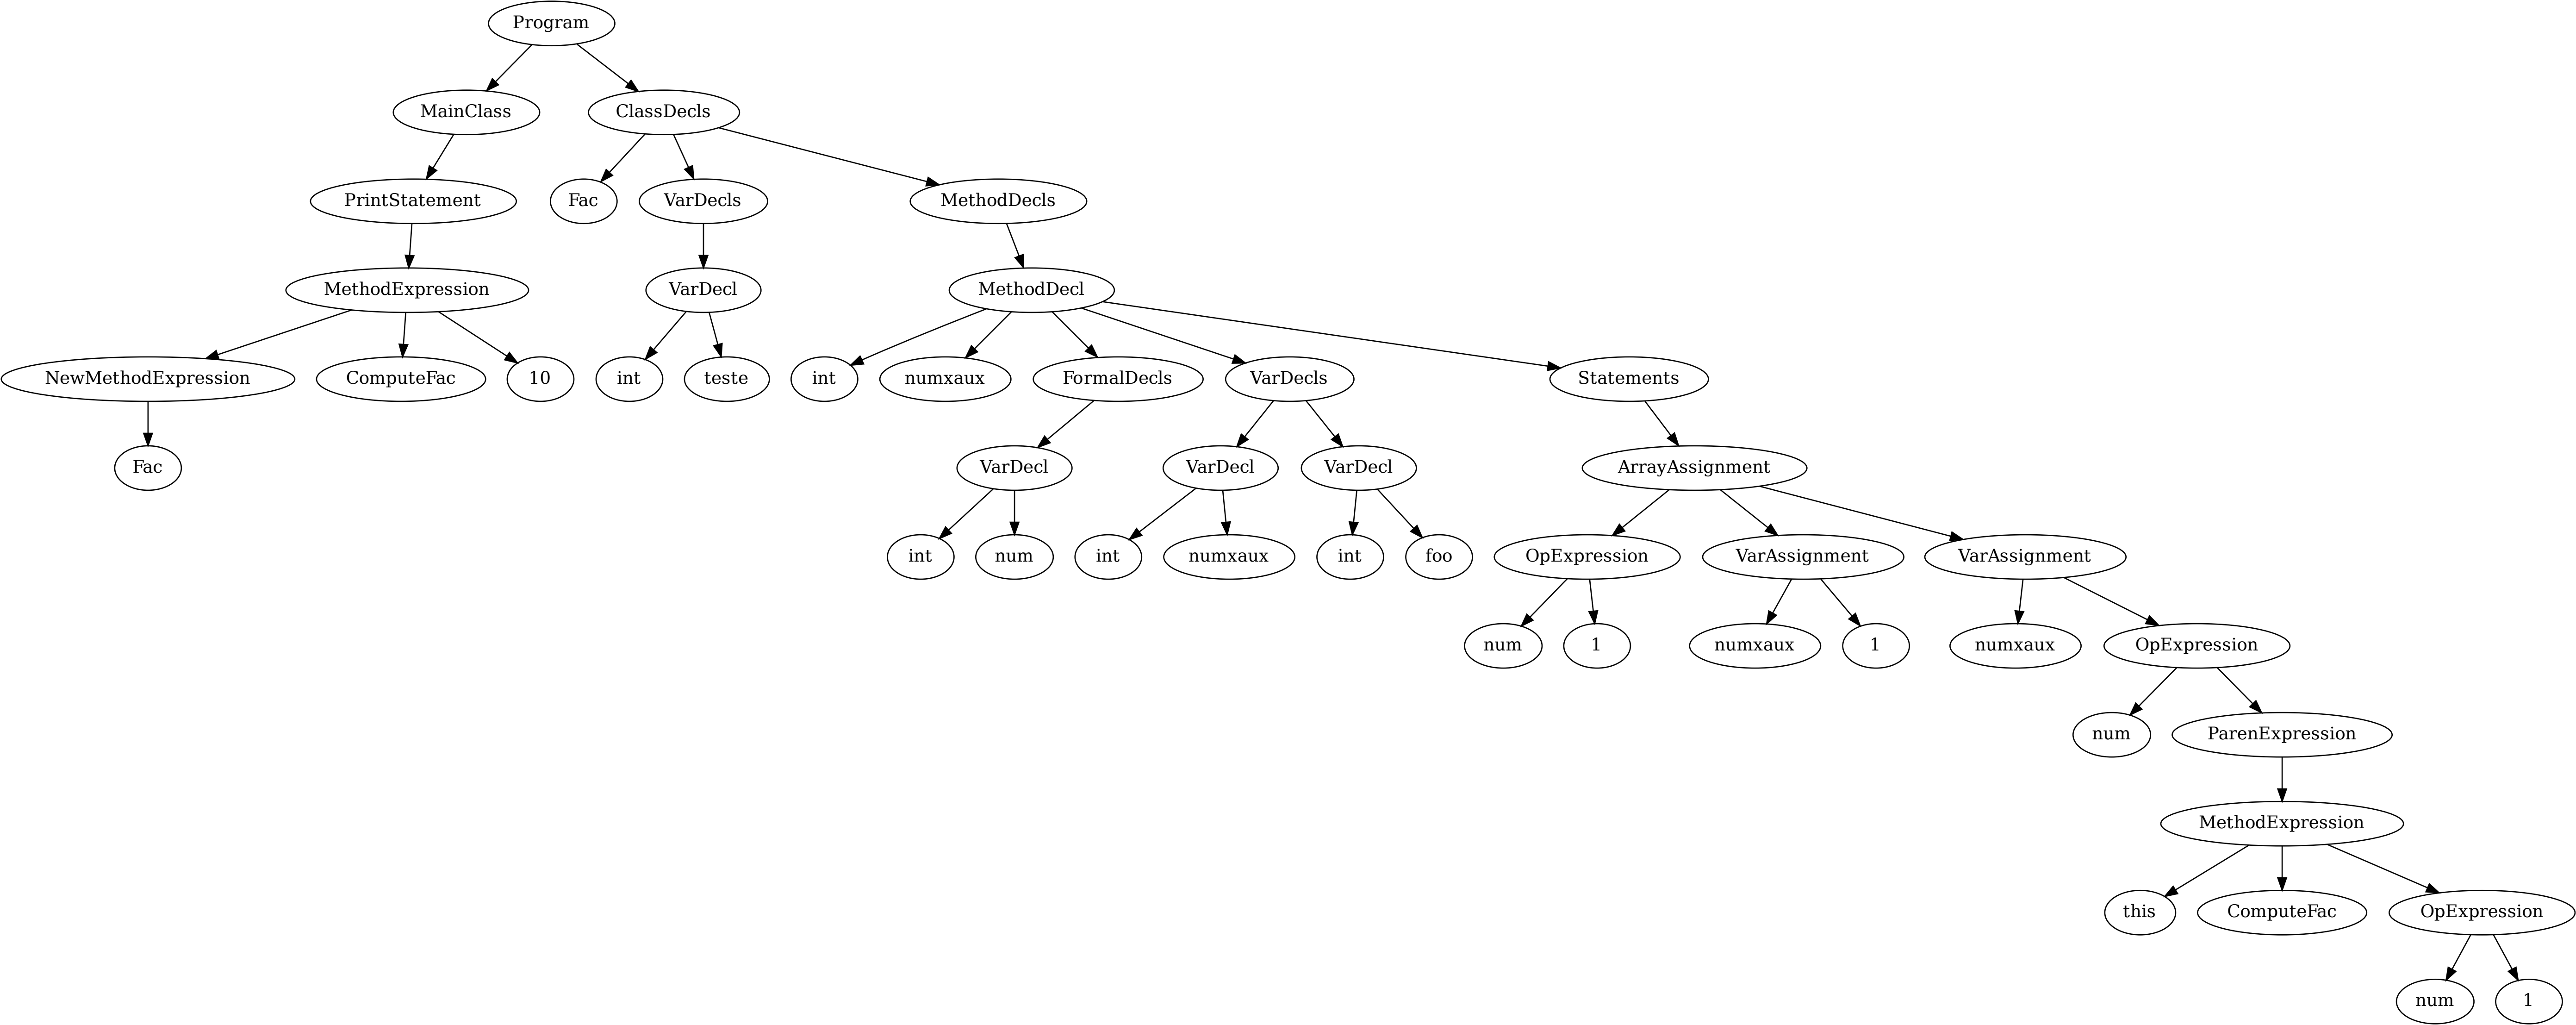 Program
MainClass ClassDecls
PrintStatement Fac VarDecls MethodDecls
MethodExpression VarDecl MethodDecl
NewMethodExpression ComputeFac 10 int teste int numxaux FormalDecls VarDecls Statements
Fac VarDecl VarDecl VarDecl ArrayAssignment
int num int numxaux int foo OpExpression VarAssignment VarAssignment
num 1 numxaux 1 numxaux OpExpression
num ParenExpression
MethodExpression
this ComputeFac OpExpression
num 1